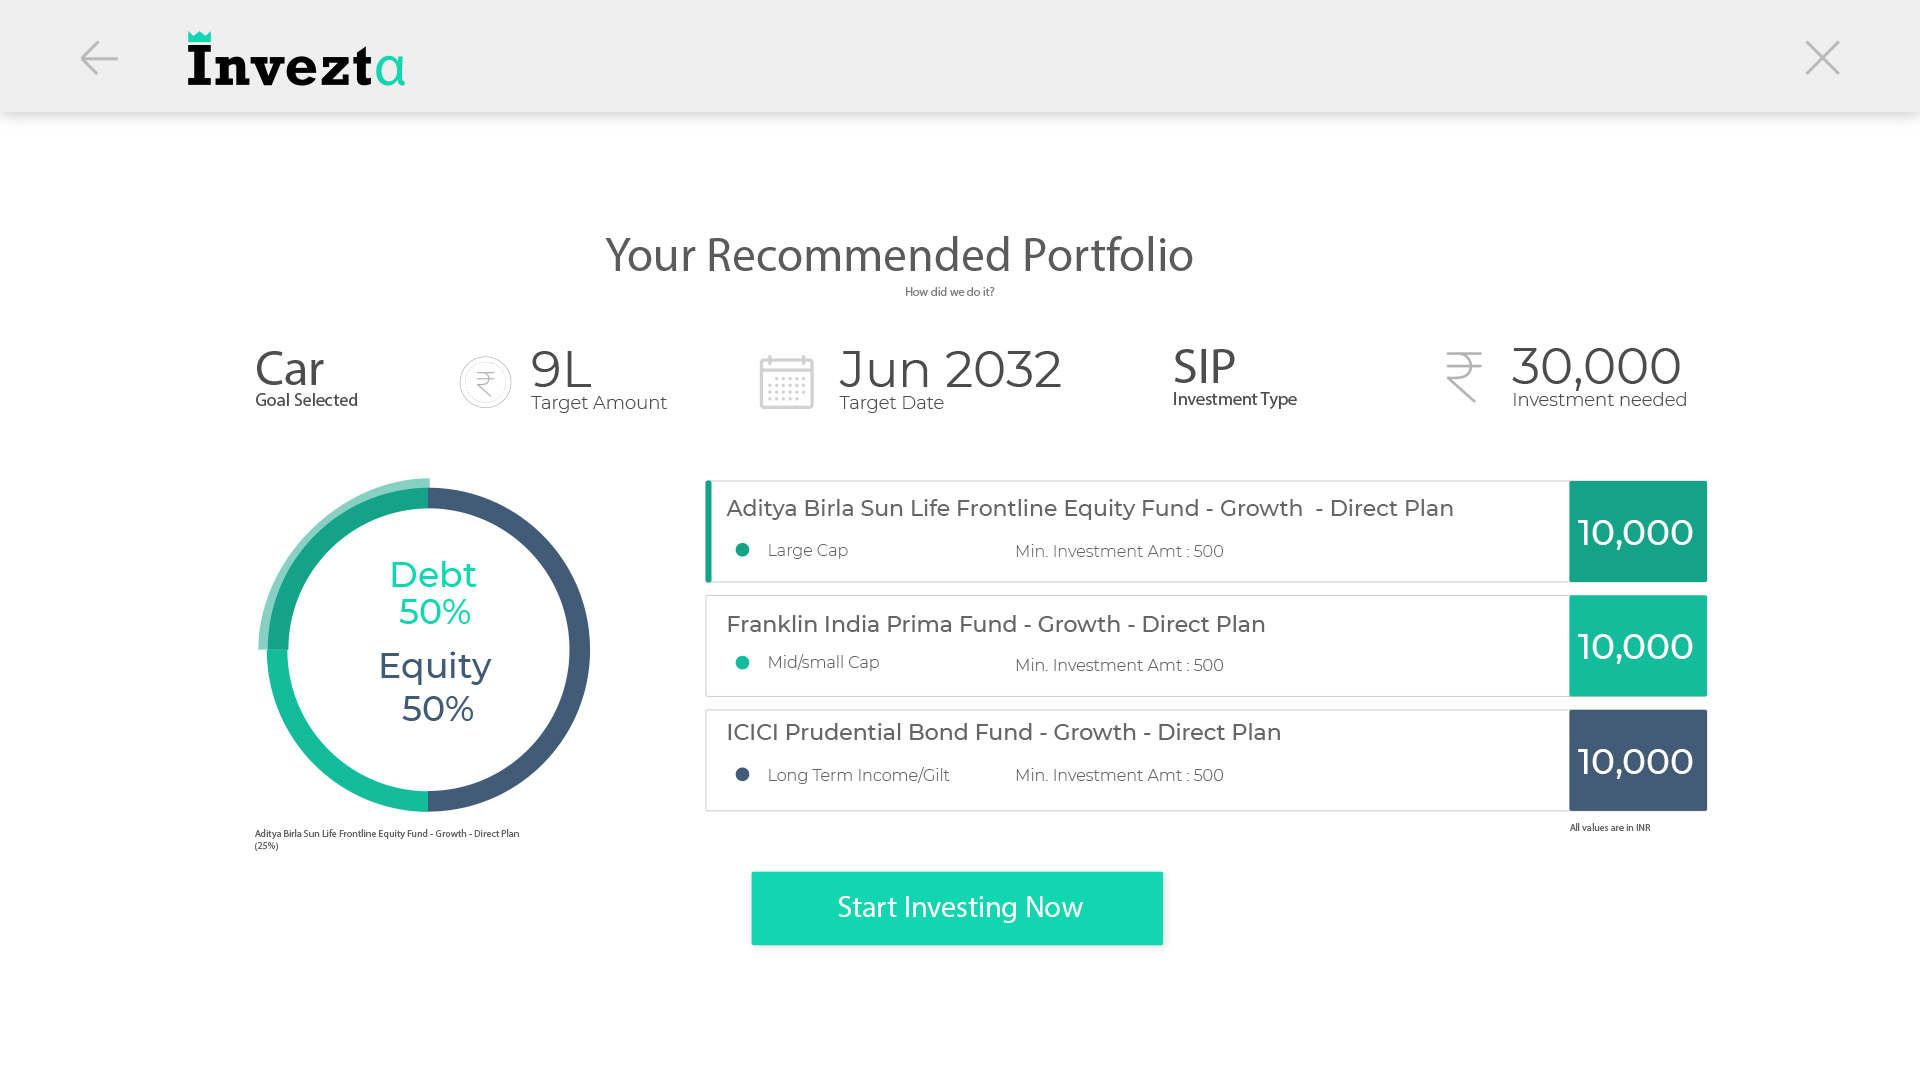 Invezta
Your Recommended Portfolio
How did we do it?
Car
Goal Selected
9L
Target Amount
Jun 2032
Target Date
SIP
Investment Type
₹
30,000
Investment needed
Debt
50%
Equity
50%
Aditya Birla Sun Life Frontline Equity Fund - Growth - Direct Plan
(25%)
Aditya Birla Sun Life Frontline Equity Fund - Growth - Direct Plan
Large Cap
Min. Investment Amt : 500
10,000
Franklin India Prima Fund - Growth - Direct Plan
Mid/small Cap
Min. Investment Amt : 500
10,000
ICICI Prudential Bond Fund - Growth - Direct Plan
Long Term Income/Gilt
Min. Investment Amt : 500
10,000
All values are in INR
Start Investing Now